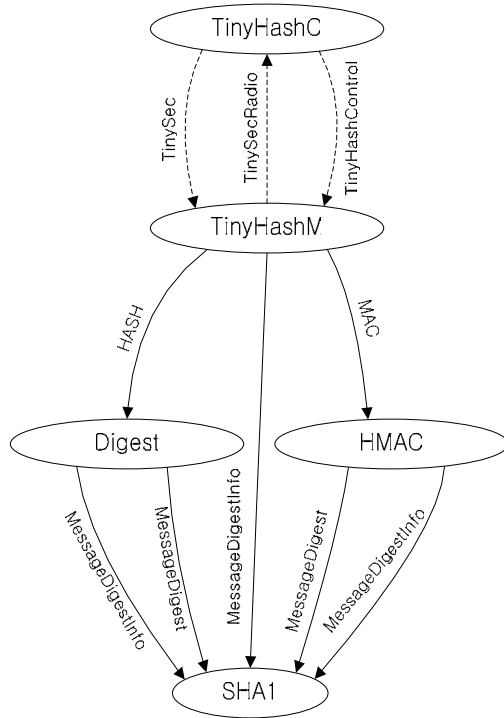 TinyHashC
TinySec
TinySecRadio
TinyHashControl
TinyHashM
HASH
MAC
Digest
HMAC
MessageDigestInfo
MessageDigest
MessageDigestInfo
MessageDigest
MessageDigestInfo
SHA1